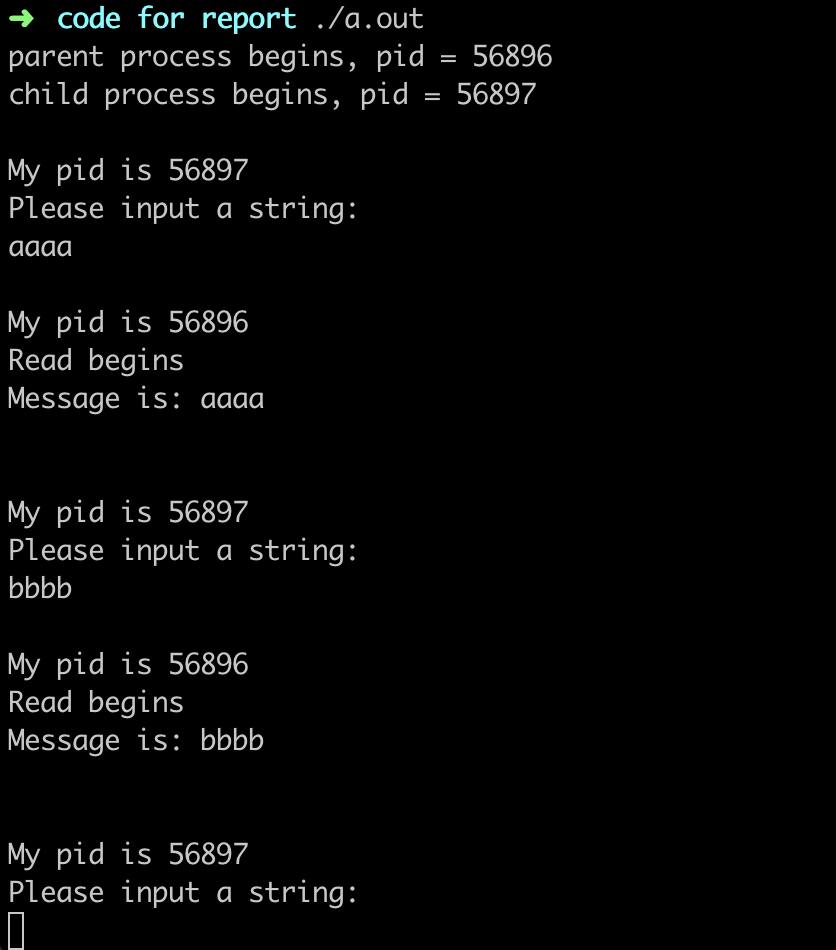 ➜ code for report ./a.out
parent process begins, pid = 56896
child process begins, pid = 56897
My pid is 56897
Please input a string:
aaaa
My pid is 56896
Read begins
Message is: aaaa
My pid is 56897
Please input a string:
bbbb
My pid is 56896
Read begins
Message is: bbbb
My pid is 56897
Please input a string: